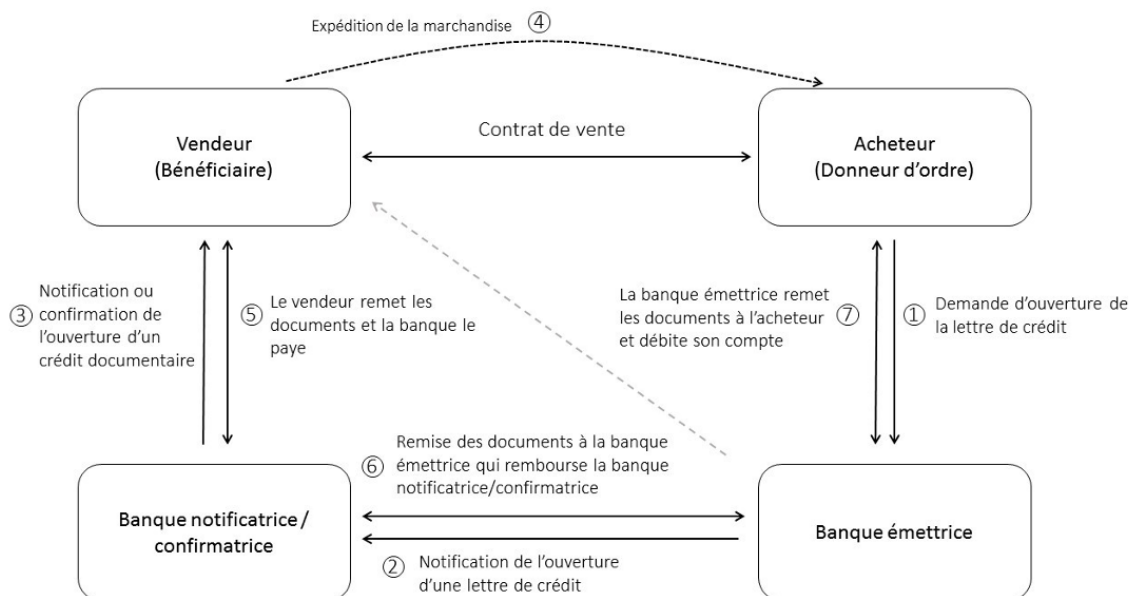 Expédition de la marchandise ④
Vendeur
(Bénéficiaire)
Contrat de vente
Acheteur
(Donneur d’ordre)
③ Notification ou
confirmation de
l’ouverture d’un
crédit documentaire
⑤ Le vendeur remet les
documents et la banque le
paye
La banque émettrice remet
les documents à l’acheteur ⑦
et débite son compte
① Demande d’ouverture de
la lettre de crédit
⑥ Remise des documents à la banque
émettrice qui rembourse la banque
notificatrice/confirmatrice
Banque notificatrice /
confirmatrice
Banque émettrice
② Notification de l’ouverture
d’une lettre de crédit